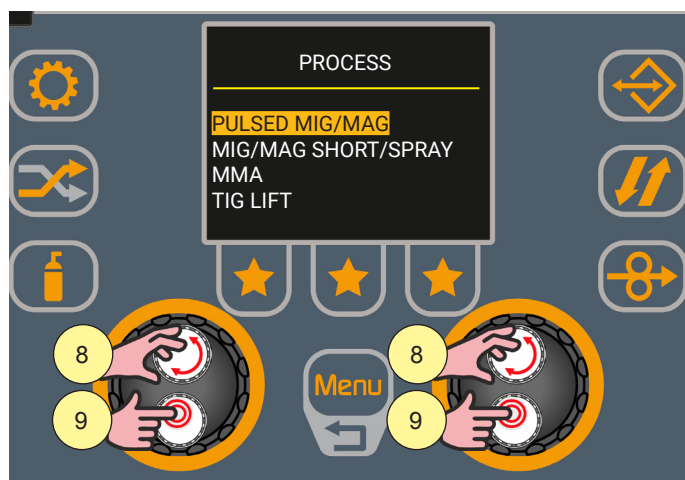 PROCESS
PULSED MIG/MAG
MIG/MAG SHORT/SPRAY
MMA
TIG LIFT
8
8
9
Menu
9